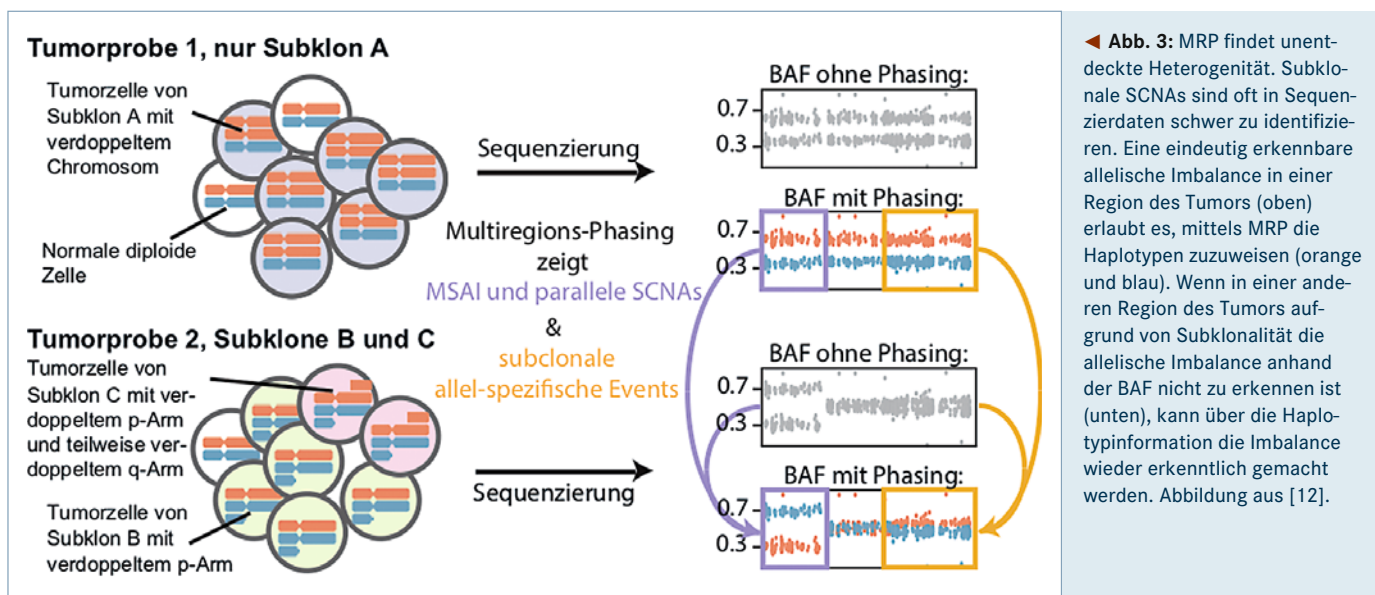 Tumorprobe 1, nur Subklon A
Tumorzelle von
Subklon A mit
verdoppeltem
Chromosom
Normale diploide
Zelle
Sequenzierung
BAF ohne Phasing:
0.7
0.3
BAF mit Phasing:
0.7
0.3
Multiregions-Phasing
zeigt
MSAI und parallele SCNAs
&
subclonale
allel-spezifische Events
Tumorprobe 2, Subklone B und C
Tumorzelle von
Subklon C mit ver-
doppeltem p-Arm
und teilweise ver-
doppeltem q-Arm
Tumorzelle von
Subklon B mit
verdoppeltem p-Arm
Sequenzierung
BAF ohne Phasing:
0.7
0.3
BAF mit Phasing:
0.7
0.3
◄ Abb. 3: MRP findet unent-
deckte Heterogenität. Subklo-
nale SCNAs sind oft in Sequen-
zierdaten schwer zu identifizie-
ren. Eine eindeutig erkennbare
allelische Imbalance in einer
Region des Tumors (oben)
erlaubt es, mittels MRP die
Haplotypen zuzuweisen (orange
und blau). Wenn in einer ande-
ren Region des Tumors auf-
grund von Subklonalität die
allelische Imbalance anhand
der BAF nicht zu erkennen ist
(unten), kann über die Haplo-
typinformation die Imbalance
wieder erkenntlich gemacht
werden. Abbildung aus [12].